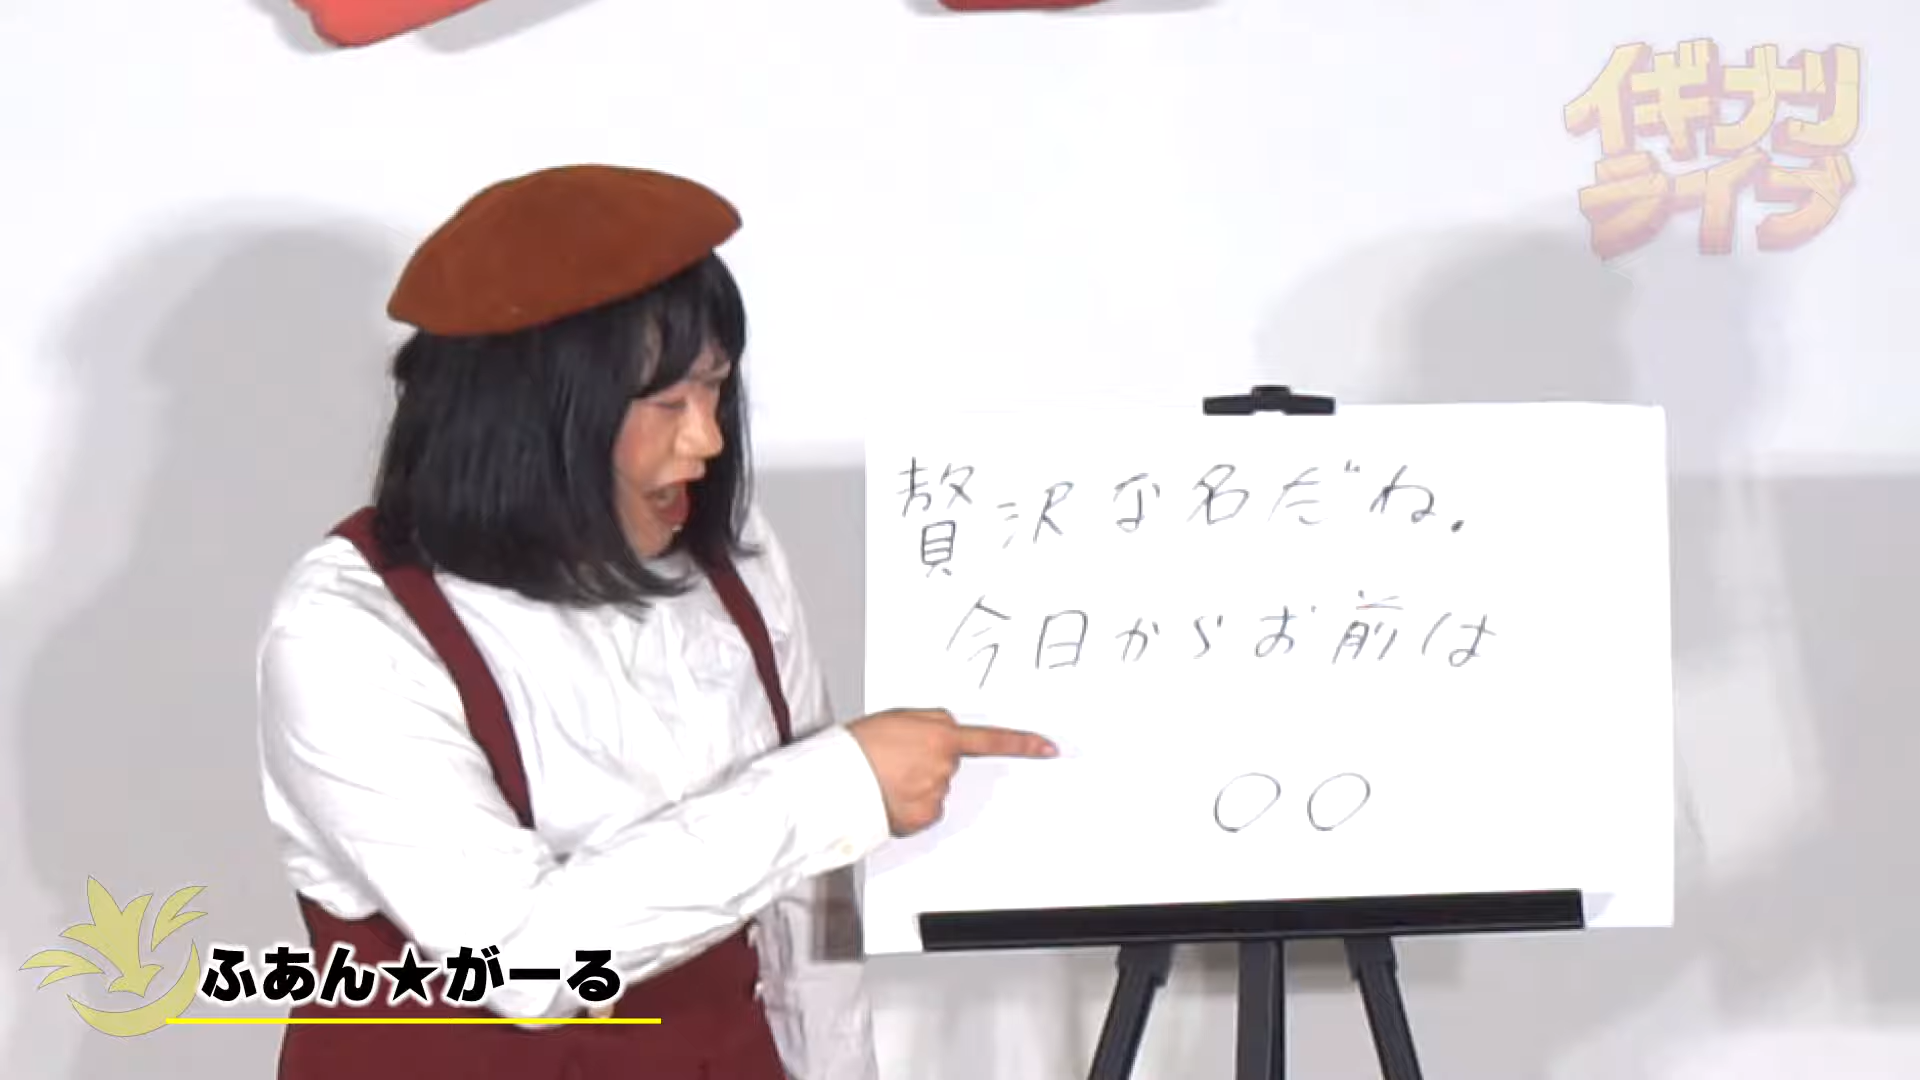 イギナリ
ライブ
贅沢な名だね.
今日からお前は
○○
ふあん★がーる